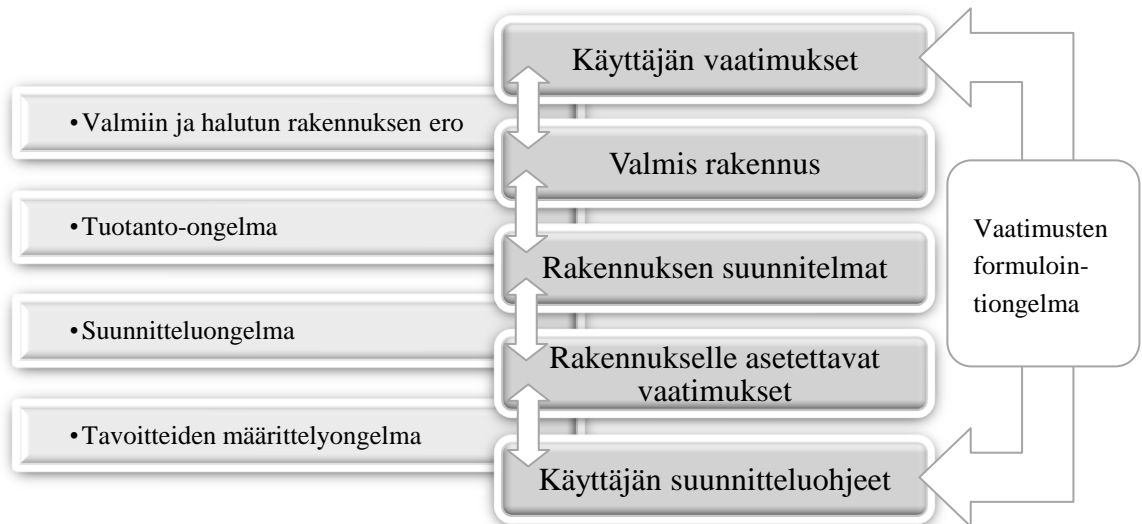 Käyttäjän vaatimukset
•Valmiin ja halutun rakennuksen ero
Valmis rakennus
•Tuotanto-ongelma
Rakennuksen suunnitelmat
•Suunnitteluongelma
Rakennukselle asetettavat
vaatimukset
•Tavoitteiden määrittelyongelma
Käyttäjän suunnitteluohjeet
Vaatimusten
formuloin-
tiongelma